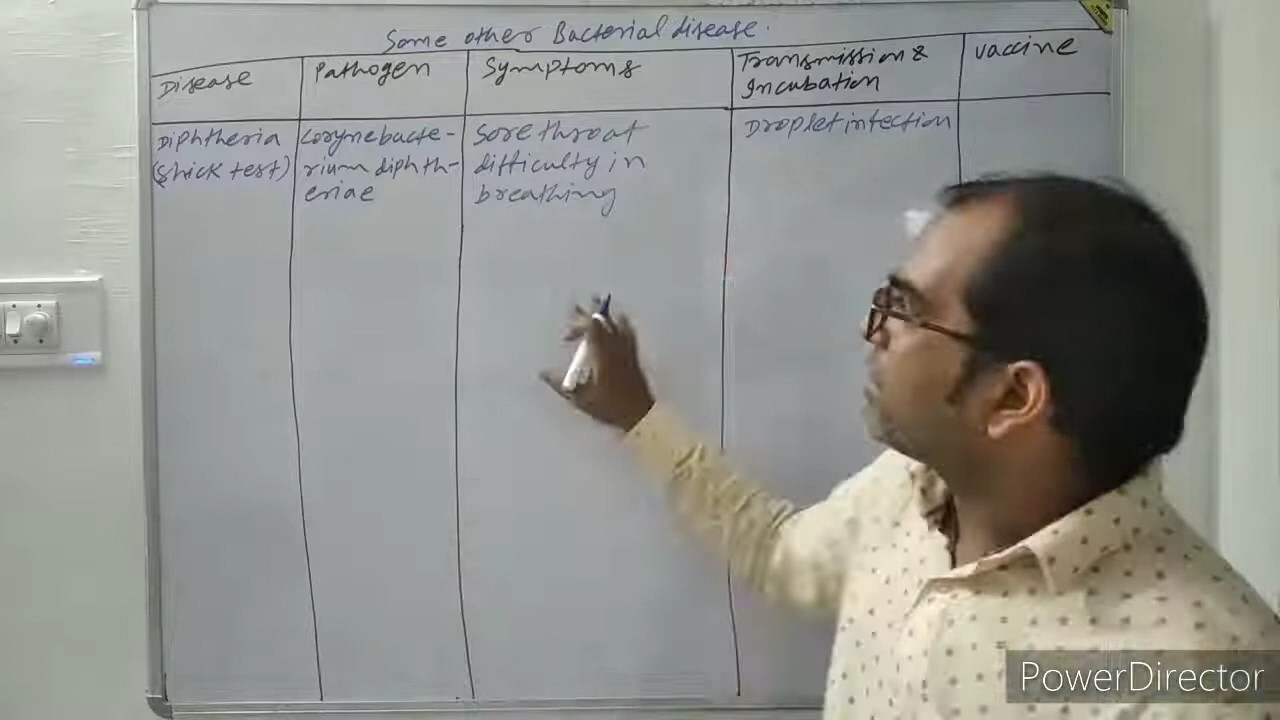 Some other Bacterial disease.
Disease
Pathogen
Symptoms
Transmission &
Incubation
vaccine
Diphtheria
(shick test)
corynebacte-
rium diphth-
eriae
Sore throat
difficulty in
breathing
Droplet infection
PowerDirector